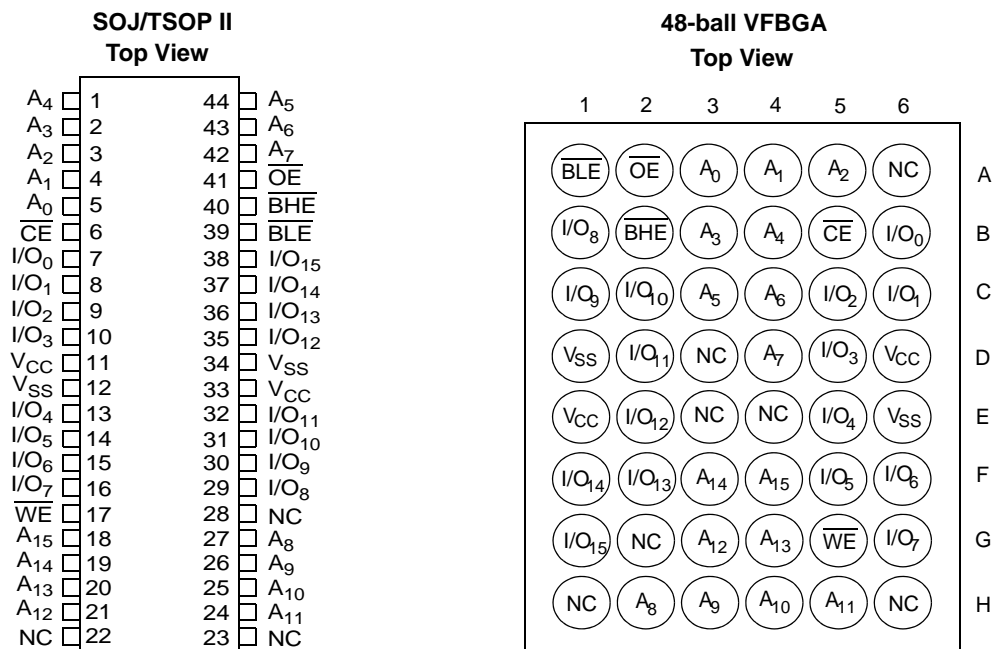 SOJ/TSOP II
Top View
A4 1 44 A5
A3 2 43 A6
A2 3 42 A7
A1 4 41 OE
A0 5 40 BHE
CE 6 39 BLE
I/O0 7 38 I/O15
I/O1 8 37 I/O14
I/O2 9 36 I/O13
I/O3 10 35 I/O12
VCC 11 34 VSS
VSS 12 33 VCC
I/O4 13 32 I/O11
I/O5 14 31 I/O10
I/O6 15 30 I/O9
I/O7 16 29 I/O8
WE 17 28 NC
A15 18 27 A8
A14 19 26 A9
A13 20 25 A10
A12 21 24 A11
NC 22 23 NC
48-ball VFBGA
Top View
1 2 3 4 5 6
BLE OE A0 A1 A2 NC A
I/O8 BHE A3 A4 CE I/O0 B
I/O9 I/O10 A5 A6 I/O2 I/O1 C
VSS I/O11 NC A7 I/O3 VCC D
VCC I/O12 NC NC I/O4 VSS E
I/O14 I/O13 A14 A15 I/O5 I/O6 F
I/O15 NC A12 A13 WE I/O7 G
NC A8 A9 A10 A11 NC H